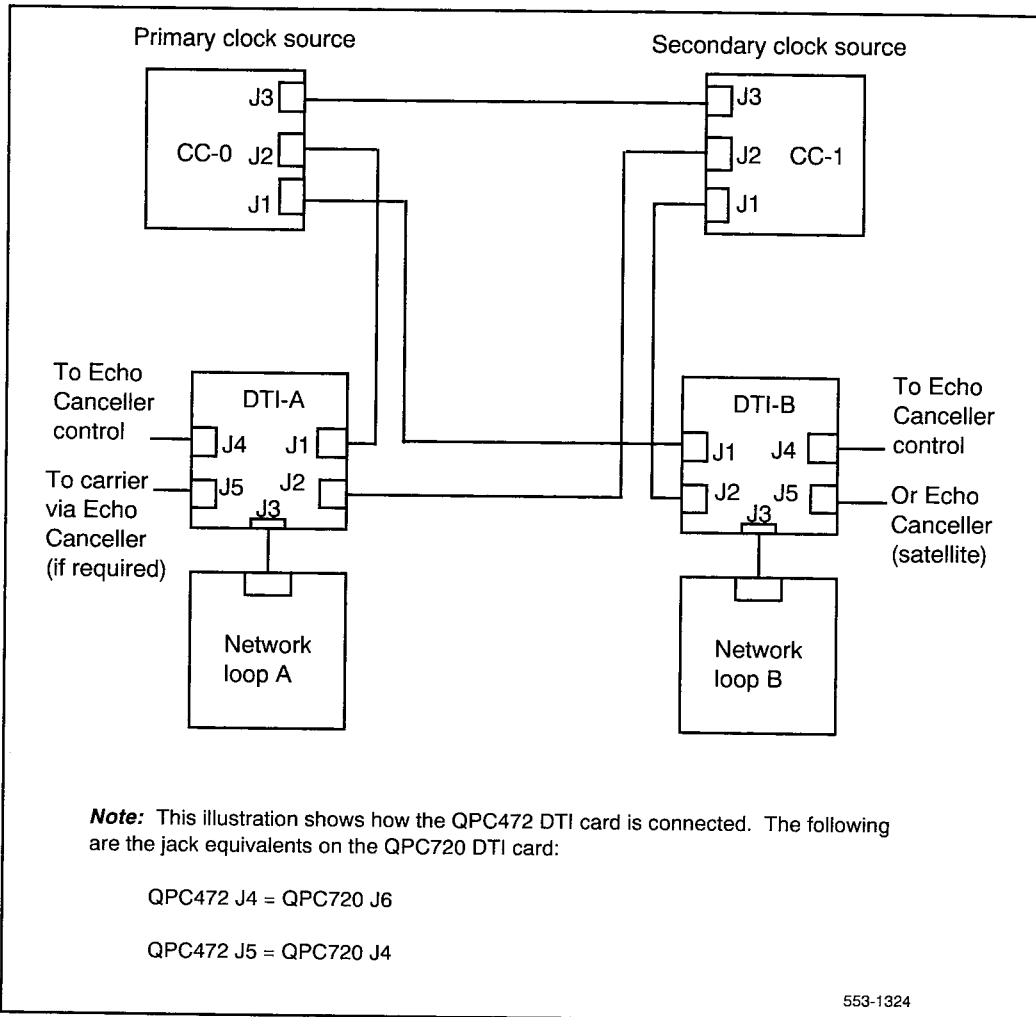 Primary clock source
Secondary clock source
J3
CC-0 J2
J1
J3
J2 CC-1
J1
To Echo
Canceller
control
To carrier
via Echo
Canceller
(if required)
DTI-A
J4 J1
J5 J2
J3
DTI-B
J1 J4
J2 J5
J3
To Echo
Canceller
control
Or Echo
Canceller
(satellite)
Network
loop A
Network
loop B
Note: This illustration shows how the QPC472 DTI card is connected. The following
are the jack equivalents on the QPC720 DTI card:
QPC472 J4 = QPC720 J6
QPC472 J5 = QPC720 J4
553-1324